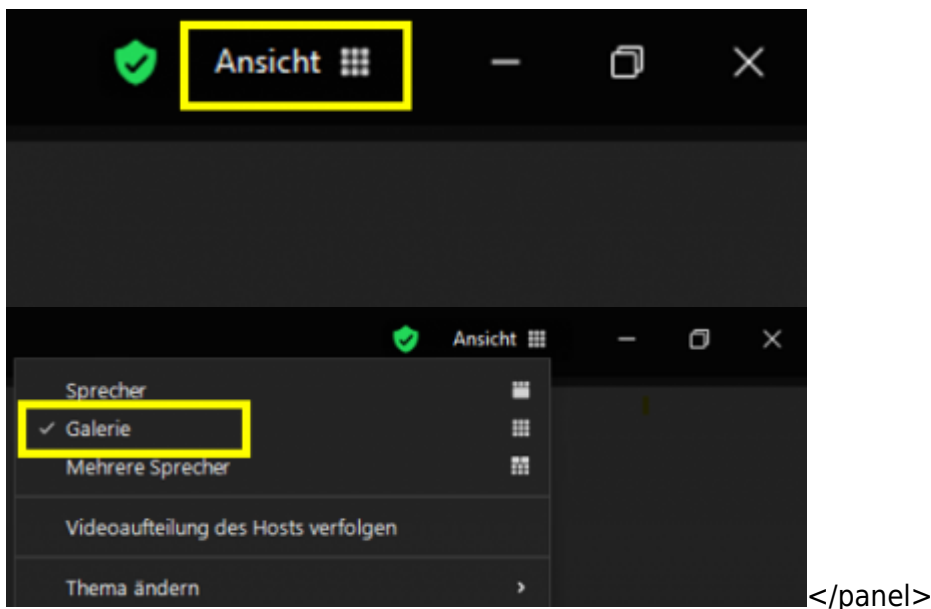 Ansicht
Ansicht
Sprecher
Galerie
Mehrere Sprecher
Videoaufteilung des Hosts verfolgen
Thema ändern
</panel>